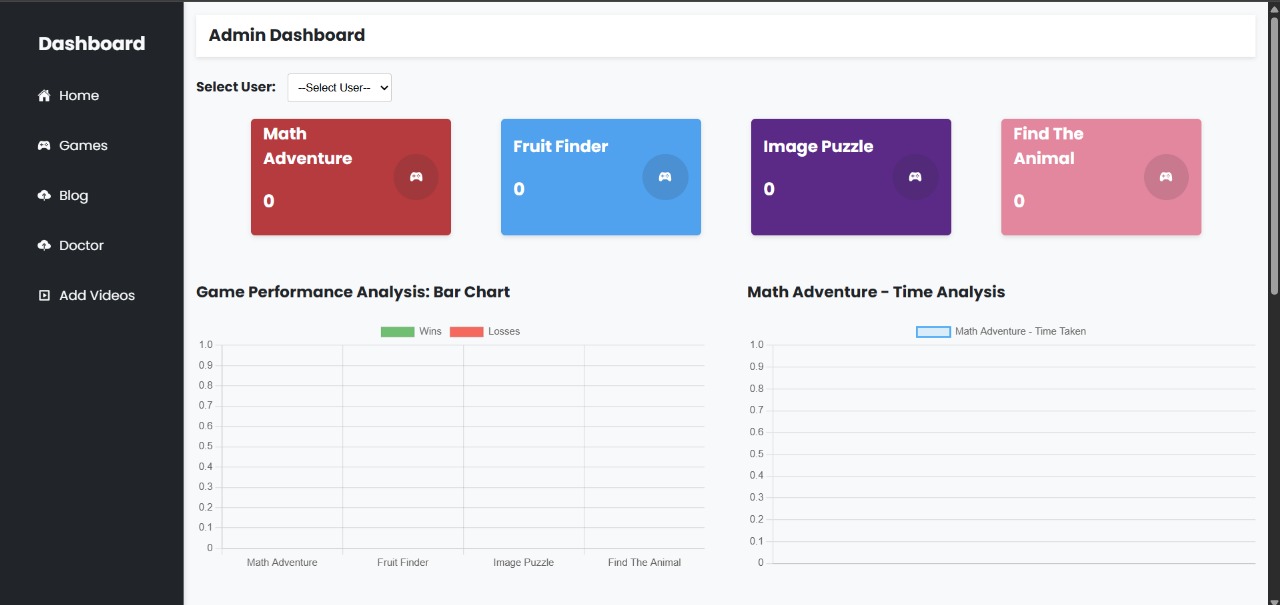 Dashboard
Home
Games
Blog
Doctor
Add Videos
Admin Dashboard
Select User: --Select User--
Math
Adventure
0
Fruit Finder
0
Image Puzzle
0
Find The
Animal
0
Game Performance Analysis: Bar Chart
Wins Losses
1.0
0.9
0.8
0.7
0.6
0.5
0.4
0.3
0.2
0.1
0
Math Adventure Fruit Finder Image Puzzle Find The Animal
Math Adventure - Time Analysis
Math Adventure - Time Taken
1.0
0.9
0.8
0.7
0.6
0.5
0.4
0.3
0.2
0.1
0